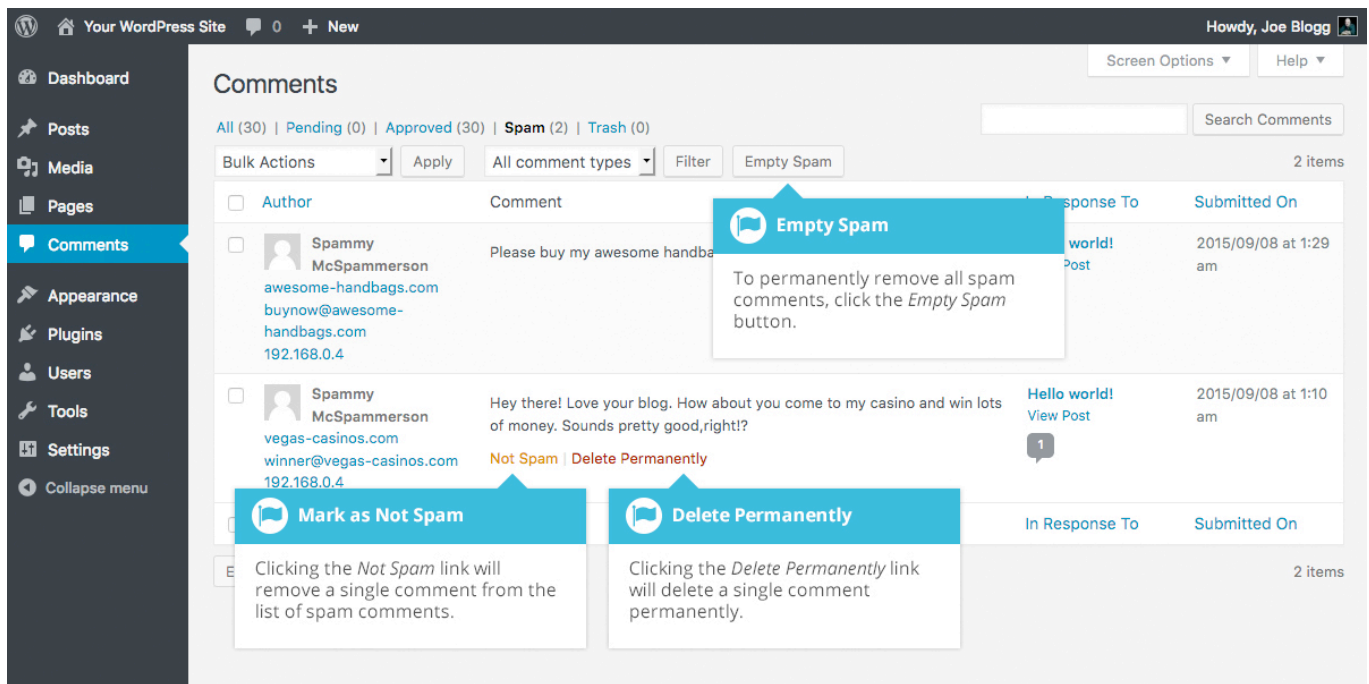 Your WordPress Site 0 + New Howdy, Joe Blogg
Dashboard
Posts
Media
Pages
Comments
Appearance
Plugins
Users
Tools
Settings
Collapse menu
Screen Options ▼ Help ▼
Comments
All (30) | Pending (0) | Approved (30) | Spam (2) | Trash (0)
Search Comments
Bulk Actions Apply All comment types Filter Empty Spam 2 items
Author Comment sponse To Submitted On
Spammy
McSpammerson
awesome-handbags.com
buynow@awesome-
handbags.com
192.168.0.4
Please buy my awesome handba
world!
Post
2015/09/08 at 1:29
am
Empty Spam
To permanently remove all spam
comments, click the Empty Spam
button.
Spammy
McSpammerson
vegas-casinos.com
winner@vegas-casinos.com
192.168.0.4
Hey there! Love your blog. How about you come to my casino and win lots
of money. Sounds pretty good,right!?
Not Spam | Delete Permanently
Hello world!
View Post
1
2015/09/08 at 1:10
am
In Response To Submitted On
2 items
Mark as Not Spam
Clicking the Not Spam link will
remove a single comment from the
list of spam comments.
Delete Permanently
Clicking the Delete Permanently link
will delete a single comment
permanently.